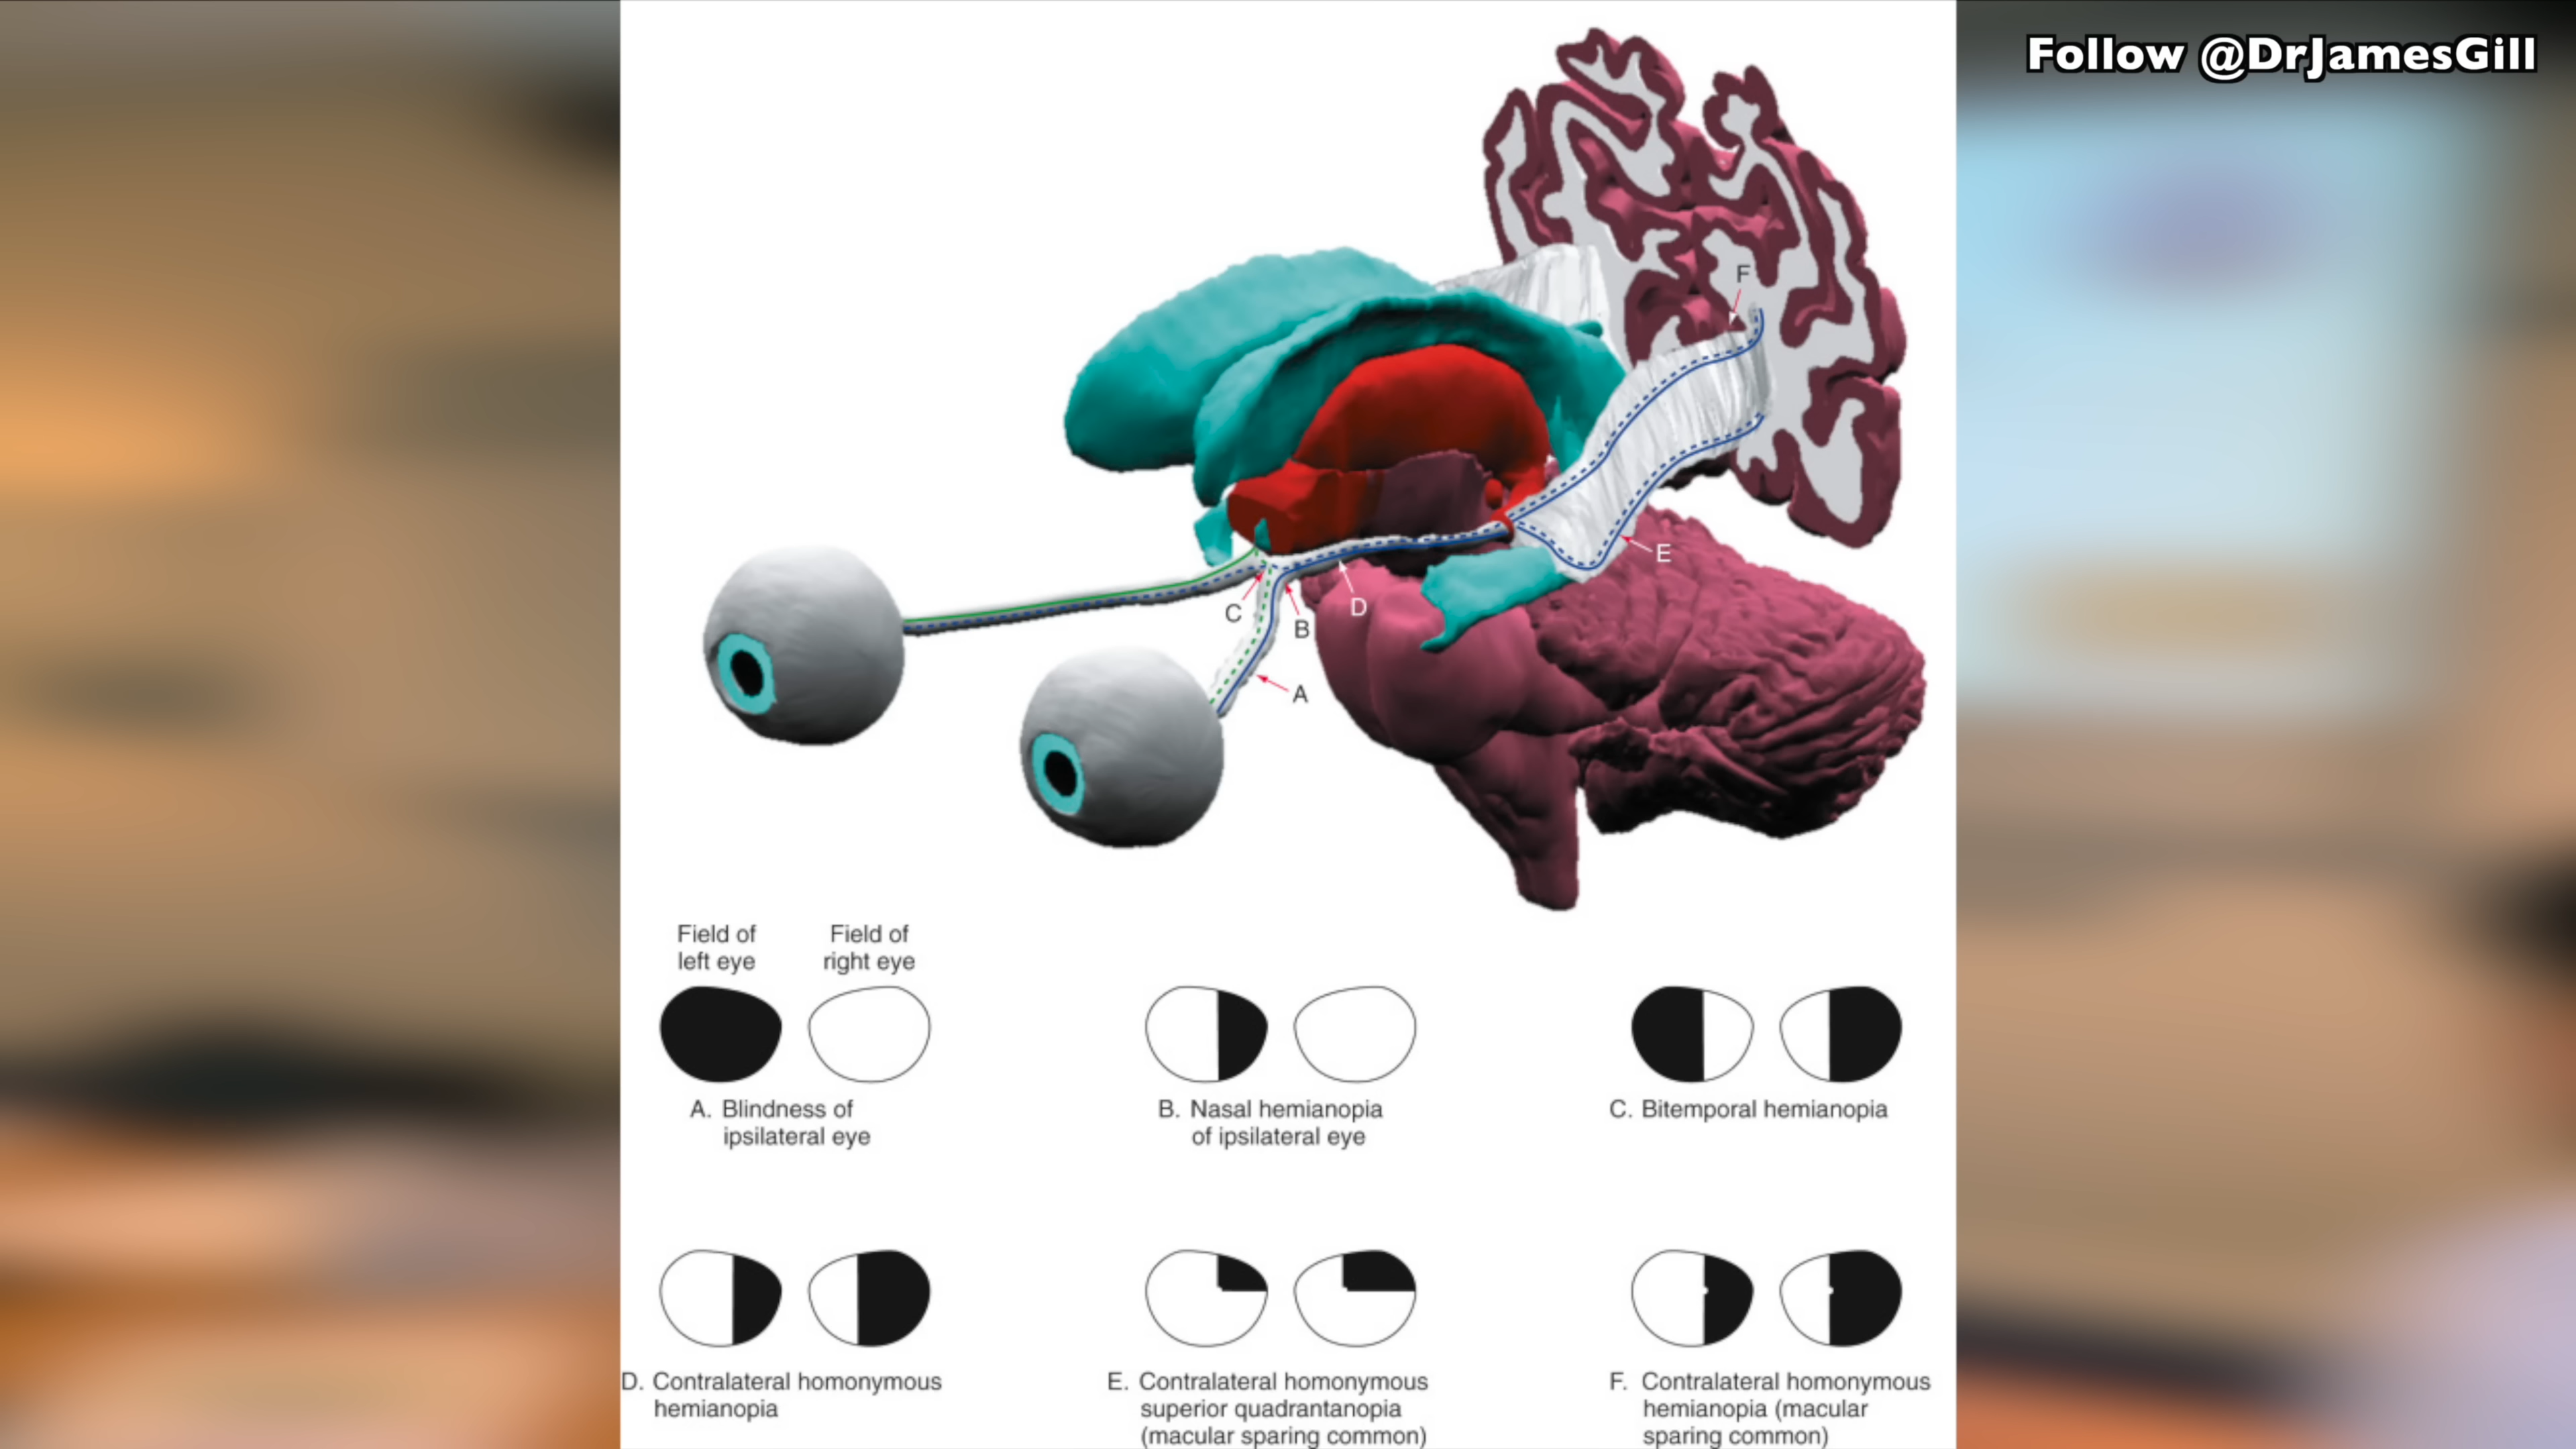 Follow @DrJamesGill
F
E
D
C
B
A
Field of
left eye
Field of
right eye
A. Blindness of
ipsilateral eye
B. Nasal hemianopia
of ipsilateral eye
C. Bitemporal hemianopia
D. Contralateral homonymous
hemianopia
E. Contralateral homonymous
superior quadrantanopia
(macular sparing common)
F. Contralateral homonymous
hemianopia (macular
sparing common)